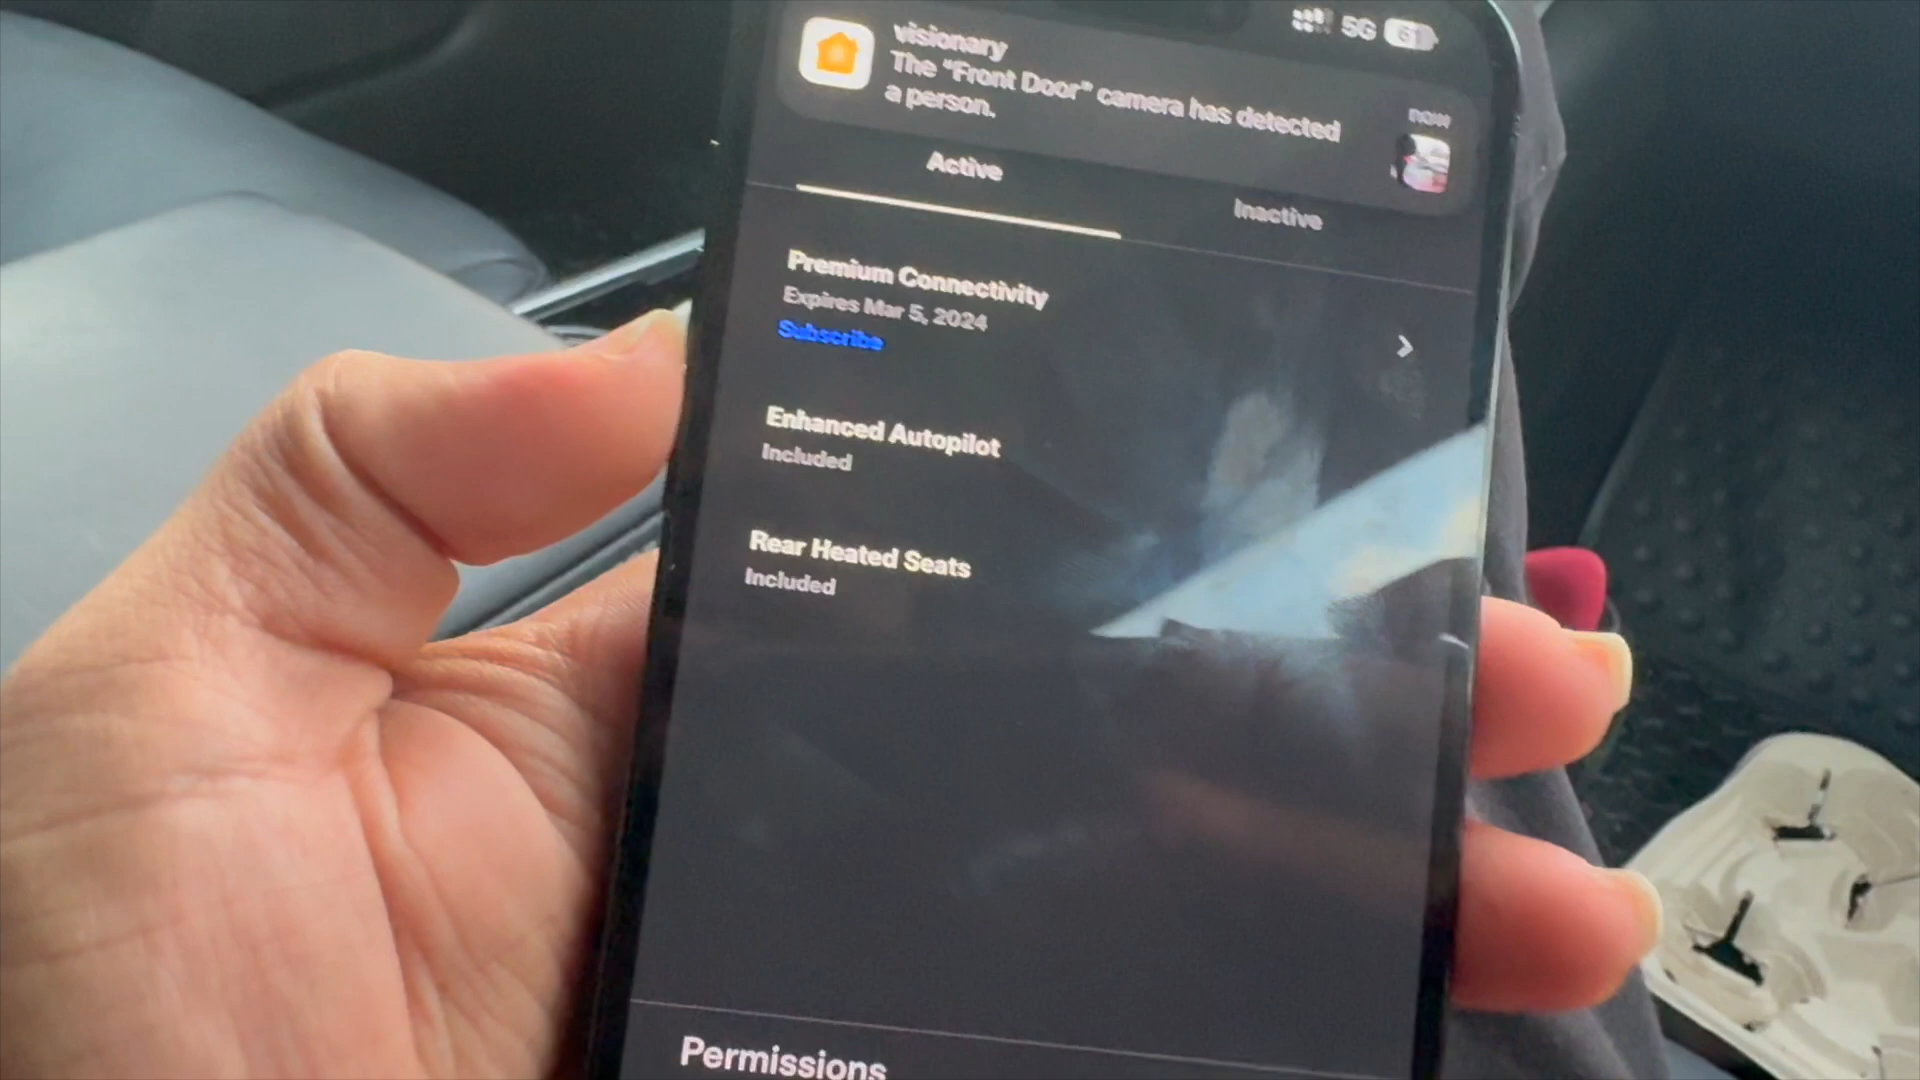 5G 61
visionary
The “Front Door” camera has detected
a person.
now
Active
Inactive
Premium Connectivity
Expires Mar 5, 2024
Subscribe
Enhanced Autopilot
Included
Rear Heated Seats
Included
Permissions